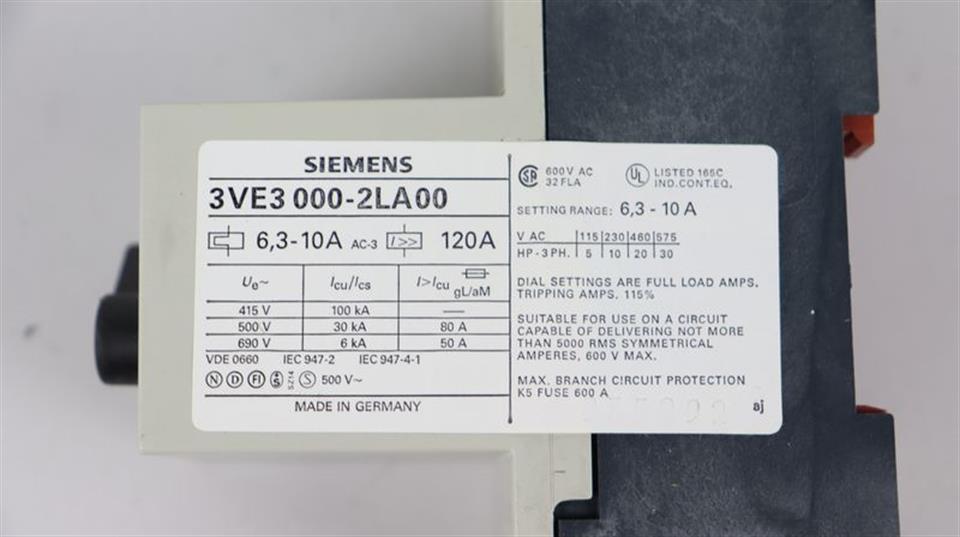 SIEMENS
3VE3 000-2LA00
6,3-10A AC-3 I>> 120A
Ue~ Icu/Ics I>Icu gL/aM
415 V 100 kA —
500 V 30 kA 80 A
690 V 6 kA 50 A
VDE 0660 IEC 947-2 IEC 947-4-1
N D FI S SZ14 S 500 V~
MADE IN GERMANY
SA 600V AC
32 FLA
UL LISTED 165C
IND.CONT.EQ.
SETTING RANGE: 6,3 - 10 A
V AC 115 230 460 575
HP - 3 PH. 5 10 20 30
DIAL SETTINGS ARE FULL LOAD AMPS.
TRIPPING AMPS. 115%
SUITABLE FOR USE ON A CIRCUIT
CAPABLE OF DELIVERING NOT MORE
THAN 5000 RMS SYMMETRICAL
AMPERES, 600 V MAX.
MAX. BRANCH CIRCUIT PROTECTION
K5 FUSE 600 A
aj